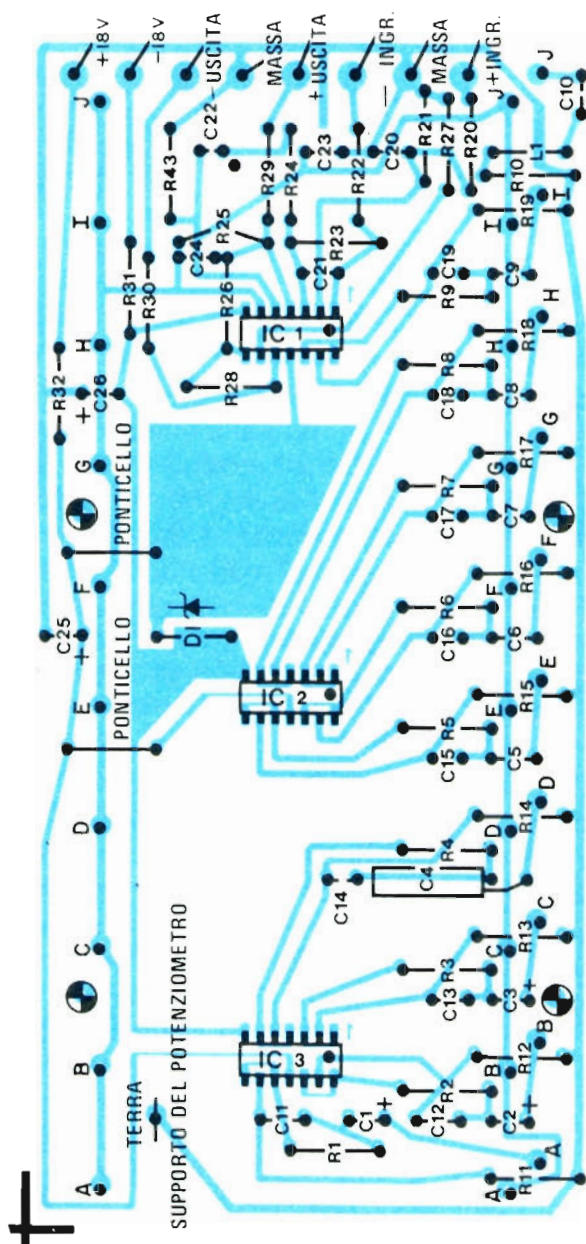 +18V
-18V
- USCITA
MASSA
+ USCITA
- INGR.
MASSA
+ INGR.
J
J
J
C10
C22
R43
R29
R24
C23
R22
C20
R21
R27
R20
L1
R10
R19
I
I
I
R31
R30
C24
R25
R26
C21
R23
C19
R9
C9
IC 1
R28
R32
+
C26
H
H
H
R18
R8
C18
C8
G
G
G
R17
R7
C17
C7
PONTICELLO
F
F
F
R16
R6
C16
C6
C25
+
D1
PONTICELLO
IC 2
E
E
E
R15
R5
C15
C5
D
D
D
R14
R4
C4
C14
C
C
C
R13
R3
C13
C3
+
IC 3
B
B
B
R12
R2
C12
C2
+
C11
C1
+
R1
TERRA
SUPPORTO DEL POTENZIOMETRO
A
A
A
R11